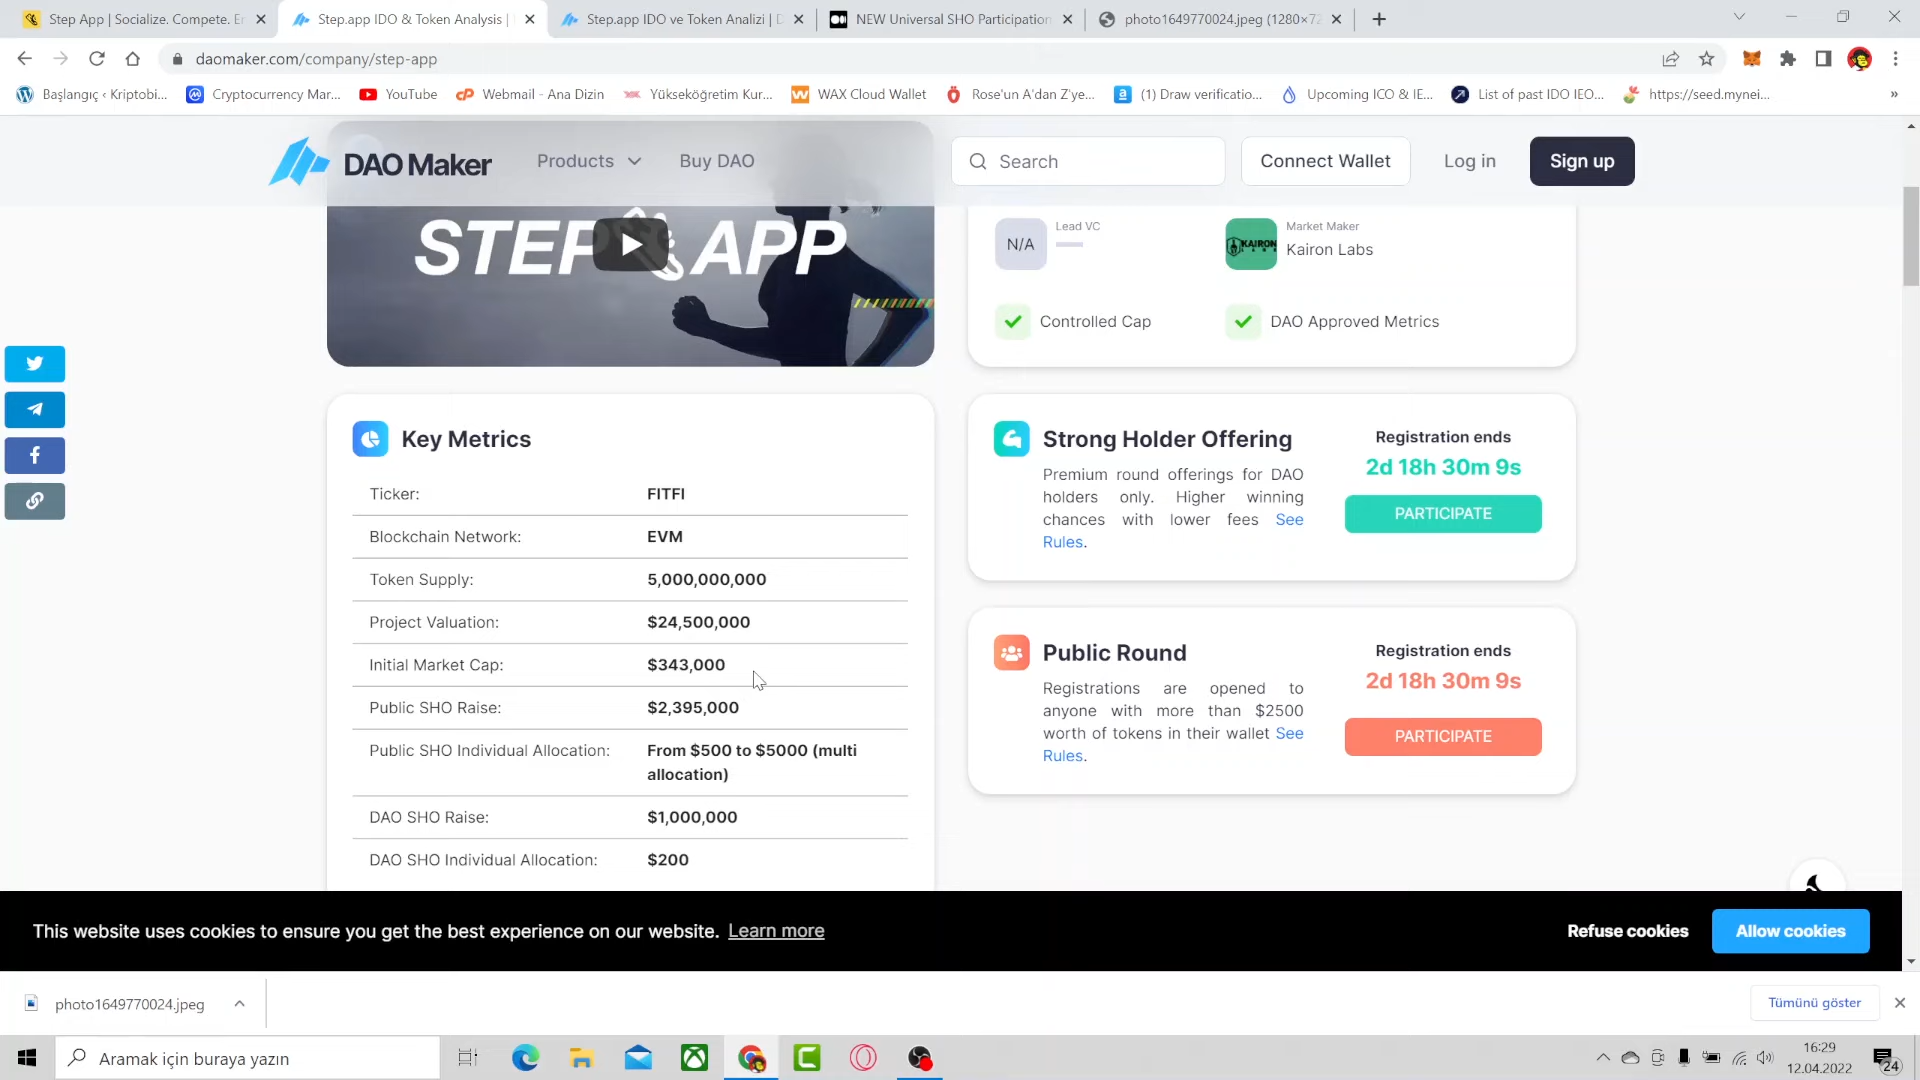 Step App | Socialize. Compete. Er
Step.app IDO & Token Analysis |
Step.app IDO ve Token Analizi | D
NEW Universal SHO Participation
photo1649770024.jpeg (1280×72
daomaker.com/company/step-app
Başlangıç ‹ Kriptobi...
Cryptocurrency Mar...
YouTube
Webmail - Ana Dizin
Yükseköğretim Kur...
WAX Cloud Wallet
Rose'un A'dan Z'ye...
(1) Draw verificatio...
Upcoming ICO & IE...
List of past IDO IEO...
https://seed.mynei...
»
DAO Maker
Products
Buy DAO
Search
Connect Wallet
Log in
Sign up
STEP APP
N/A
Lead VC
KAIRON
Market Maker
Kairon Labs
Controlled Cap
DAO Approved Metrics
Key Metrics
Ticker: FITFI
Blockchain Network: EVM
Token Supply: 5,000,000,000
Project Valuation: $24,500,000
Initial Market Cap: $343,000
Public SHO Raise: $2,395,000
Public SHO Individual Allocation: From $500 to $5000 (multi
allocation)
DAO SHO Raise: $1,000,000
DAO SHO Individual Allocation: $200
Strong Holder Offering
Premium round offerings for DAO
holders only. Higher winning
chances with lower fees See
Rules.
Registration ends
2d 18h 30m 9s
PARTICIPATE
Public Round
Registrations are opened to
anyone with more than $2500
worth of tokens in their wallet See
Rules.
Registration ends
2d 18h 30m 9s
PARTICIPATE
This website uses cookies to ensure you get the best experience on our website. Learn more
Refuse cookies
Allow cookies
photo1649770024.jpeg
Tümünü göster
Aramak için buraya yazın
16:29
12.04.2022
24